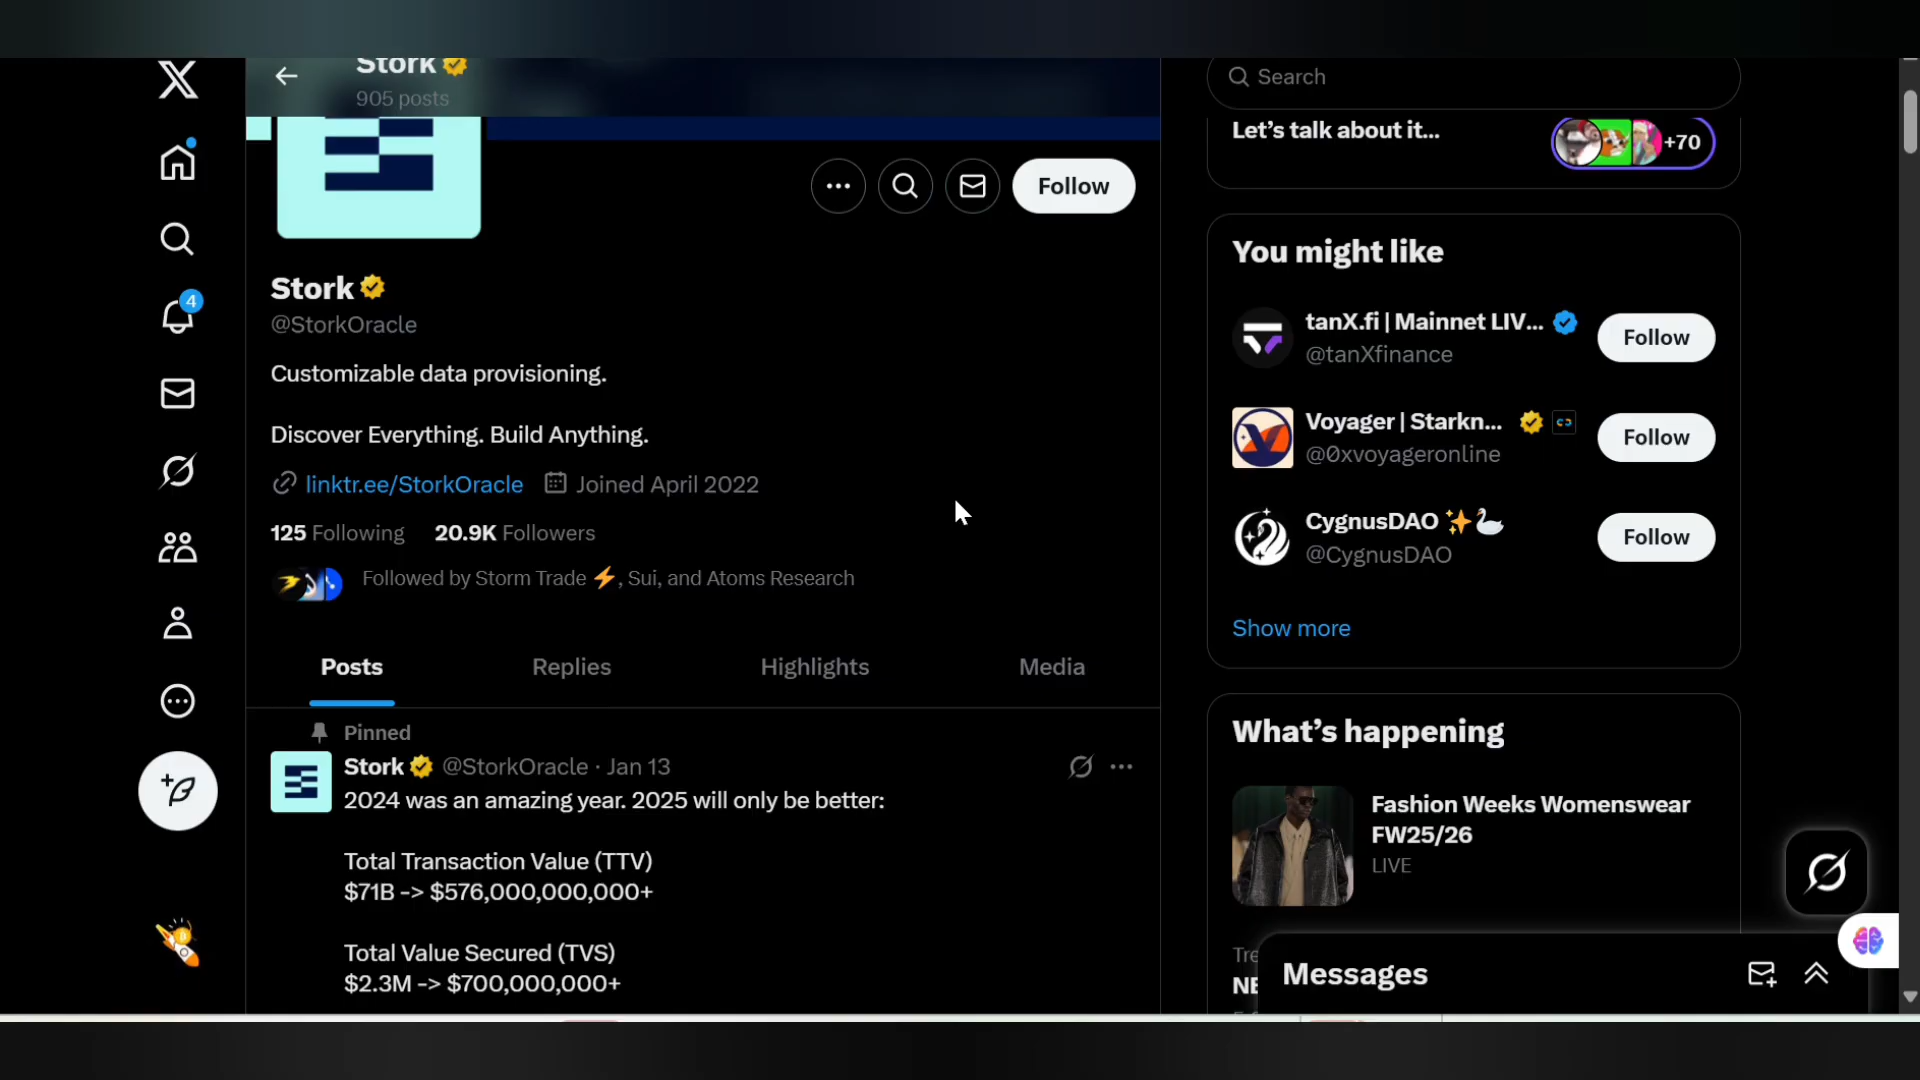 Stork
905 posts
Follow
Stork
@StorkOracle
Customizable data provisioning.
Discover Everything. Build Anything.
linktr.ee/StorkOracle Joined April 2022
125 Following 20.9K Followers
Followed by Storm Trade ⚡, Sui, and Atoms Research
Posts Replies Highlights Media
Pinned
Stork @StorkOracle · Jan 13
2024 was an amazing year. 2025 will only be better:
Total Transaction Value (TTV)
$71B -> $576,000,000,000+
Total Value Secured (TVS)
$2.3M -> $700,000,000+
4
Search
Let’s talk about it...
+70
You might like
tanX.fi | Mainnet LIV...
@tanXfinance
Follow
Voyager | Starkn...
@0xvoyageronline
Follow
CygnusDAO ✨🦢
@CygnusDAO
Follow
Show more
What’s happening
Fashion Weeks Womenswear
FW25/26
LIVE
Messages